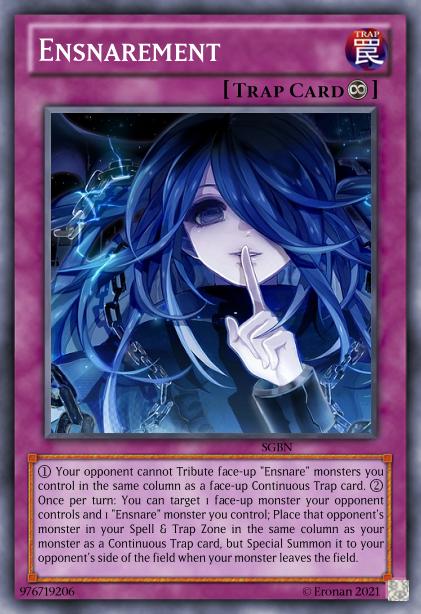 ENSNAREMENT
TRAP
罠
[TRAP CARD♾]
SGBN
① Your opponent cannot Tribute face-up "Ensnare" monsters you
control in the same column as a face-up Continuous Trap card. ②
Once per turn: You can target 1 face-up monster your opponent
controls and 1 "Ensnare" monster you control; Place that opponent's
monster in your Spell & Trap Zone in the same column as your
monster as a Continuous Trap card, but Special Summon it to your
opponent's side of the field when your monster leaves the field.
976719206
© Eronan 2021